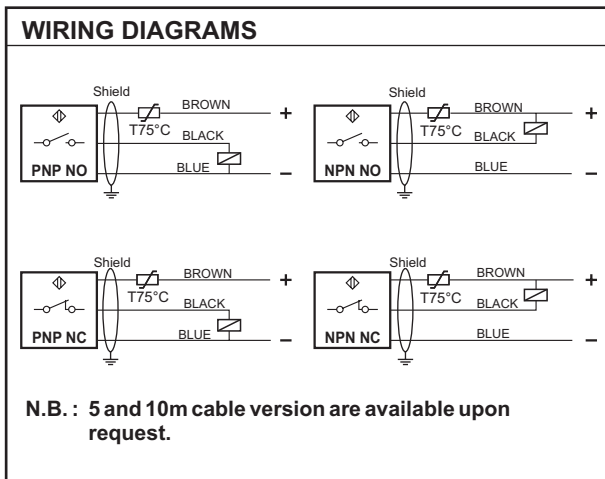 WIRING DIAGRAMS
Shield
BROWN
+
T75°C
BLACK
BLUE
−
PNP NO
Shield
BROWN
+
T75°C
BLACK
BLUE
−
NPN NO
Shield
BROWN
+
T75°C
BLACK
BLUE
−
PNP NC
Shield
BROWN
+
T75°C
BLACK
BLUE
−
NPN NC
N.B. : 5 and 10m cable version are available upon
request.